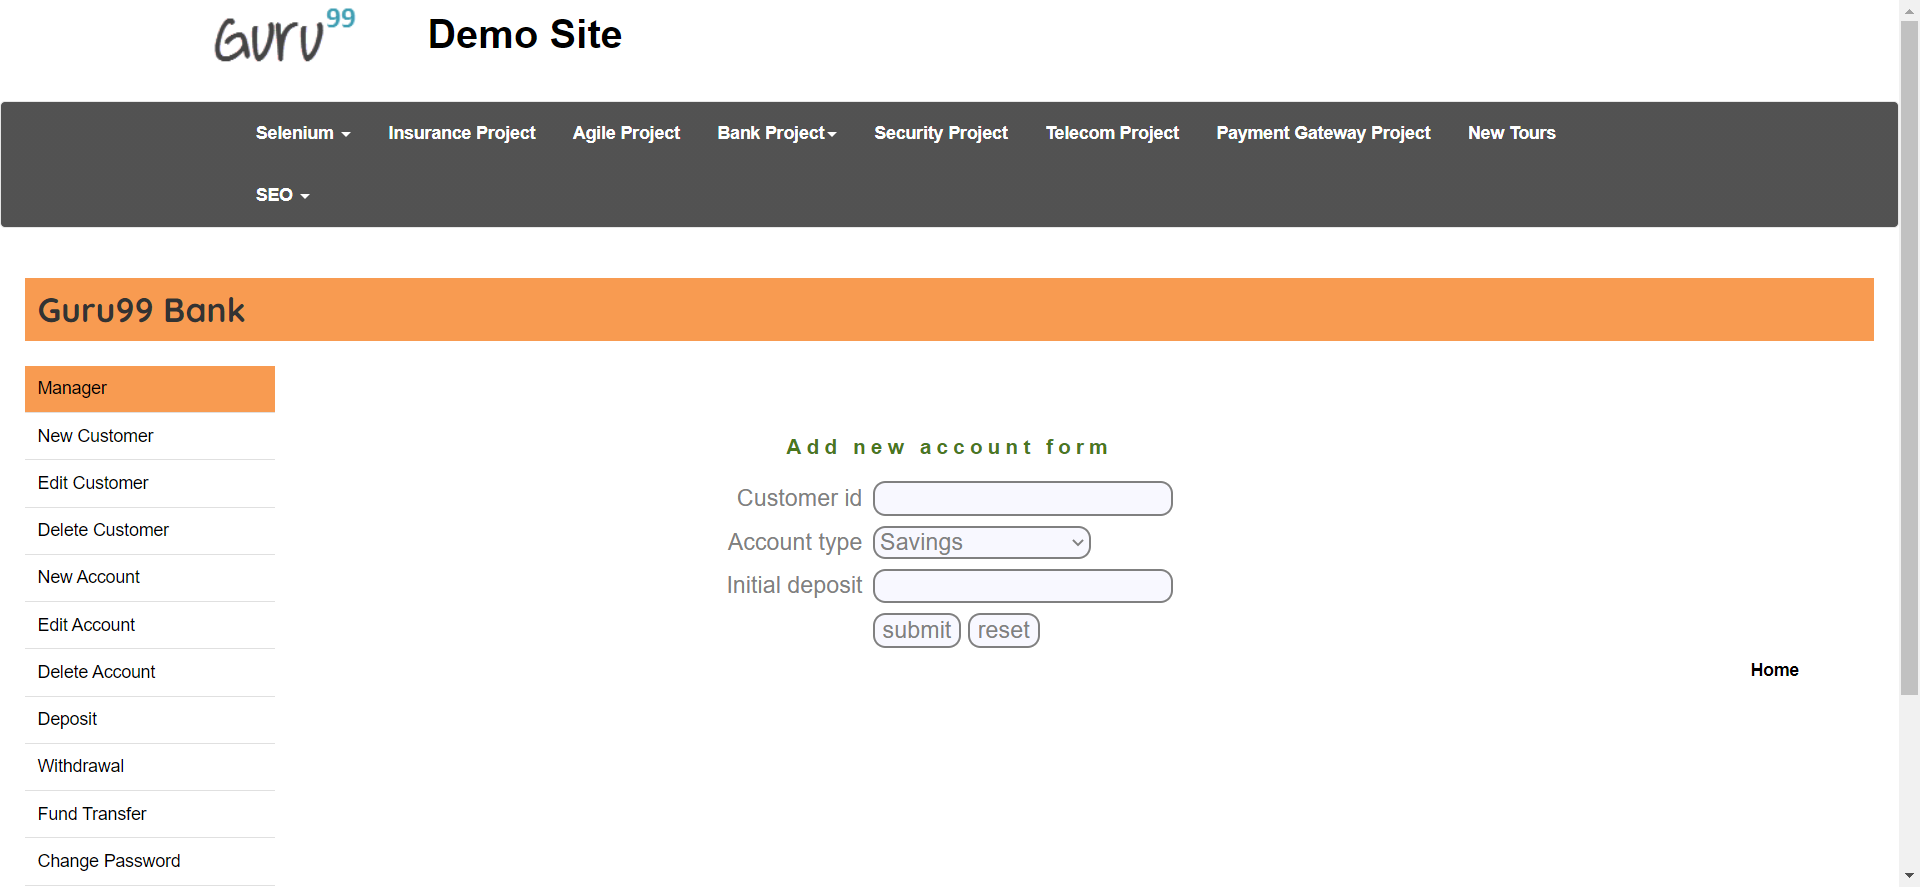 Guru99 Demo Site
Selenium Insurance Project Agile Project Bank Project Security Project Telecom Project Payment Gateway Project New Tours
SEO
Guru99 Bank
Manager
New Customer
Edit Customer
Delete Customer
New Account
Edit Account
Delete Account
Deposit
Withdrawal
Fund Transfer
Change Password
Add new account form
Customer id
Account type Savings
Initial deposit
submit reset
Home